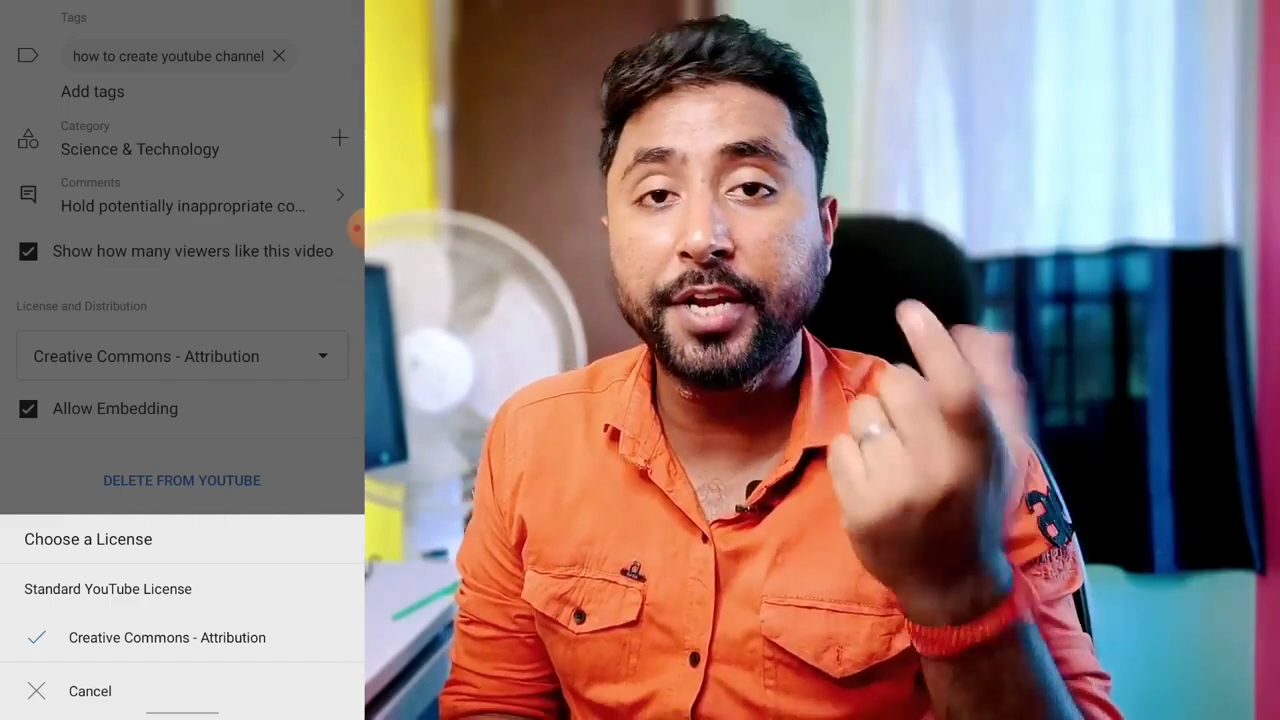 Tags
how to create youtube channel
Add tags
Category
Science & Technology
Comments
Hold potentially inappropriate co...
Show how many viewers like this video
License and Distribution
Creative Commons - Attribution
Allow Embedding
DELETE FROM YOUTUBE
Choose a License
Standard YouTube License
Creative Commons - Attribution
Cancel